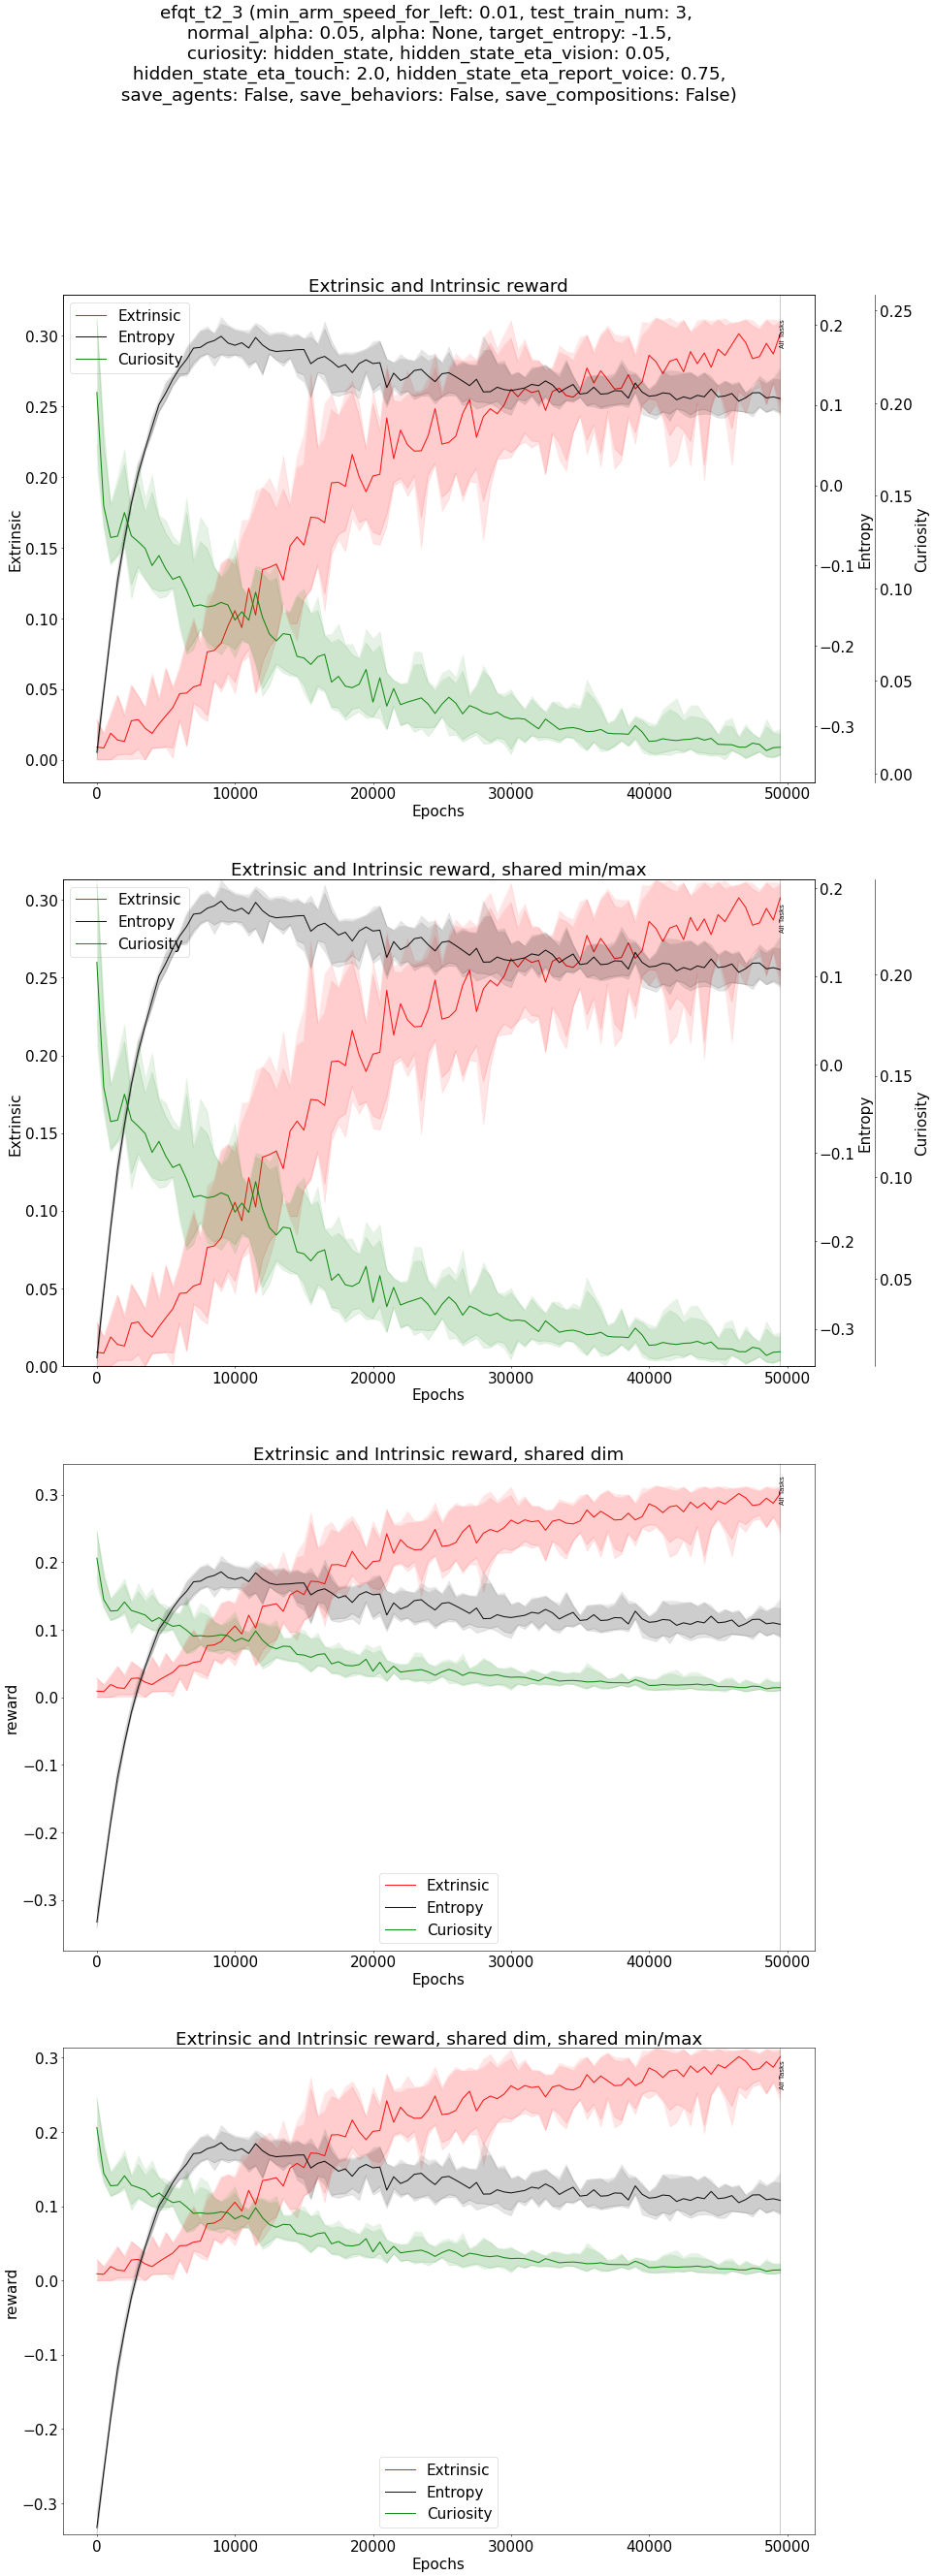 efqt_t2_3 (min_arm_speed_for_left: 0.01, test_train_num: 3,
normal_alpha: 0.05, alpha: None, target_entropy: -1.5,
curiosity: hidden_state, hidden_state_eta_vision: 0.05,
hidden_state_eta_touch: 2.0, hidden_state_eta_report_voice: 0.75,
save_agents: False, save_behaviors: False, save_compositions: False)
Extrinsic and Intrinsic reward
Extrinsic
Entropy
Curiosity
All Tasks
0.30
0.25
0.20
0.15
0.10
0.05
0.00
Extrinsic
0.2
0.1
0.0
−0.1
−0.2
−0.3
Entropy
0.25
0.20
0.15
0.10
0.05
0.00
Curiosity
0 10000 20000 30000 40000 50000
Epochs
Extrinsic and Intrinsic reward, shared min/max
Extrinsic
Entropy
Curiosity
All Tasks
0.30
0.25
0.20
0.15
0.10
0.05
0.00
Extrinsic
0.2
0.1
0.0
−0.1
−0.2
−0.3
Entropy
0.20
0.15
0.10
0.05
Curiosity
0 10000 20000 30000 40000 50000
Epochs
Extrinsic and Intrinsic reward, shared dim
All Tasks
0.3
0.2
0.1
0.0
−0.1
−0.2
−0.3
reward
Extrinsic
Entropy
Curiosity
0 10000 20000 30000 40000 50000
Epochs
Extrinsic and Intrinsic reward, shared dim, shared min/max
All Tasks
0.3
0.2
0.1
0.0
−0.1
−0.2
−0.3
reward
Extrinsic
Entropy
Curiosity
0 10000 20000 30000 40000 50000
Epochs